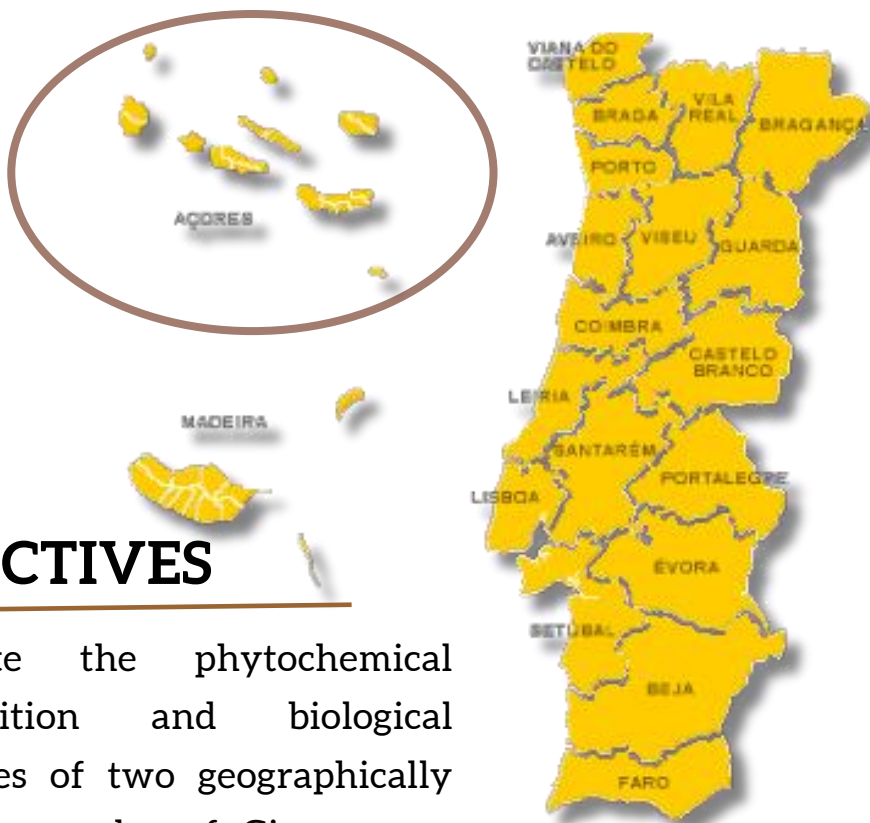 VIANA DO
CASTELO
BRAGA
VILA
REAL
BRAGANÇA
PORTO
AVEIRO
VISEU
GUARDA
COIMBRA
CASTELO
BRANCO
LEIRIA
SANTARÉM
PORTALEGRE
LISBOA
ÉVORA
SETÚBAL
BEJA
FARO
AÇORES
MADEIRA
CTIVES
the phytochemical
ition and biological
es of two geographically
of